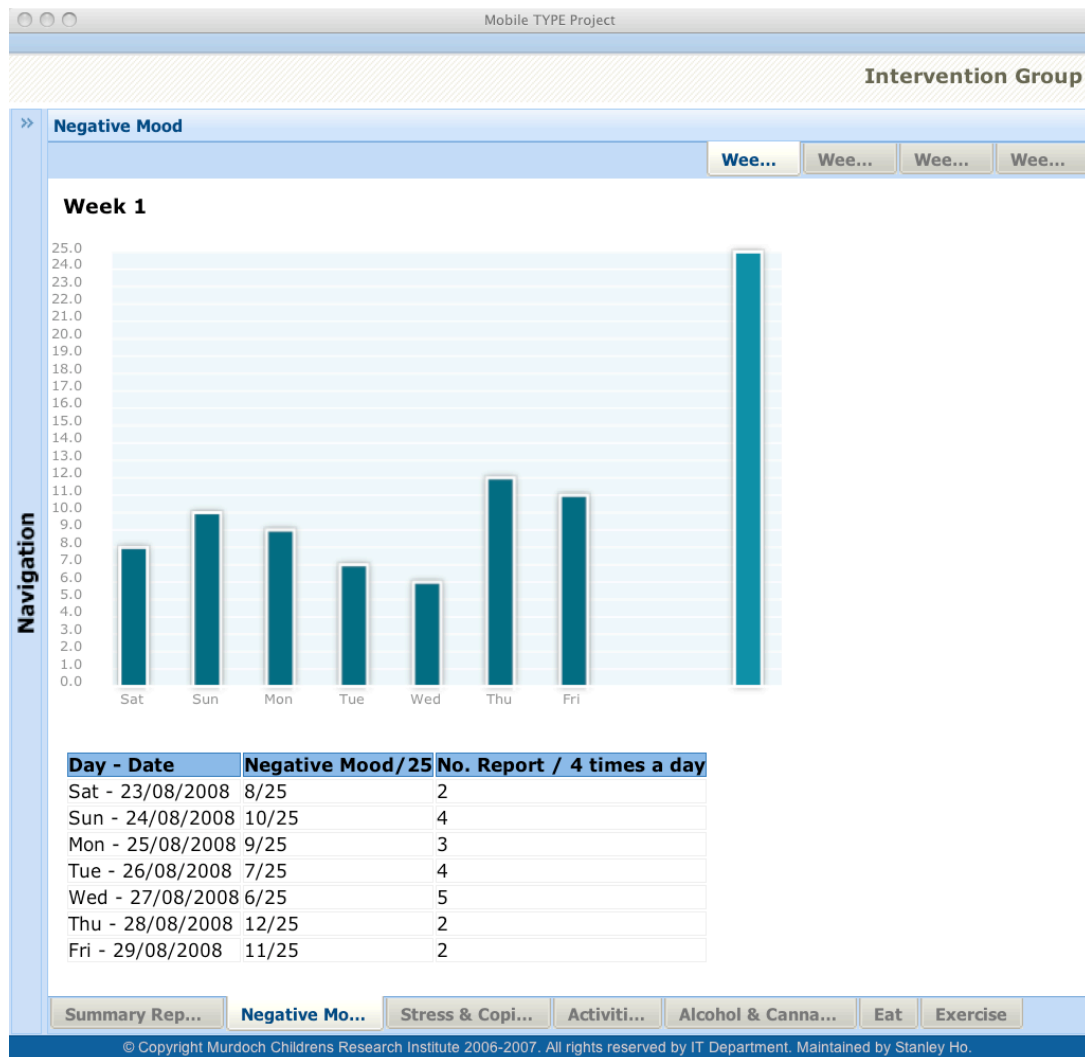 Mobile TYPE Project
Intervention Group
»
Negative Mood
Wee... Wee... Wee... Wee...
Week 1
25.0
24.0
23.0
22.0
21.0
20.0
19.0
18.0
17.0
16.0
15.0
14.0
13.0
12.0
11.0
10.0
9.0
8.0
7.0
6.0
5.0
4.0
3.0
2.0
1.0
0.0
Sat Sun Mon Tue Wed Thu Fri
Navigation
Day - Date Negative Mood/25 No. Report / 4 times a day
Sat - 23/08/2008 8/25 2
Sun - 24/08/2008 10/25 4
Mon - 25/08/2008 9/25 3
Tue - 26/08/2008 7/25 4
Wed - 27/08/2008 6/25 5
Thu - 28/08/2008 12/25 2
Fri - 29/08/2008 11/25 2
Summary Rep... Negative Mo... Stress & Copi... Activiti... Alcohol & Canna... Eat Exercise
© Copyright Murdoch Childrens Research Institute 2006-2007. All rights reserved by IT Department. Maintained by Stanley Ho.